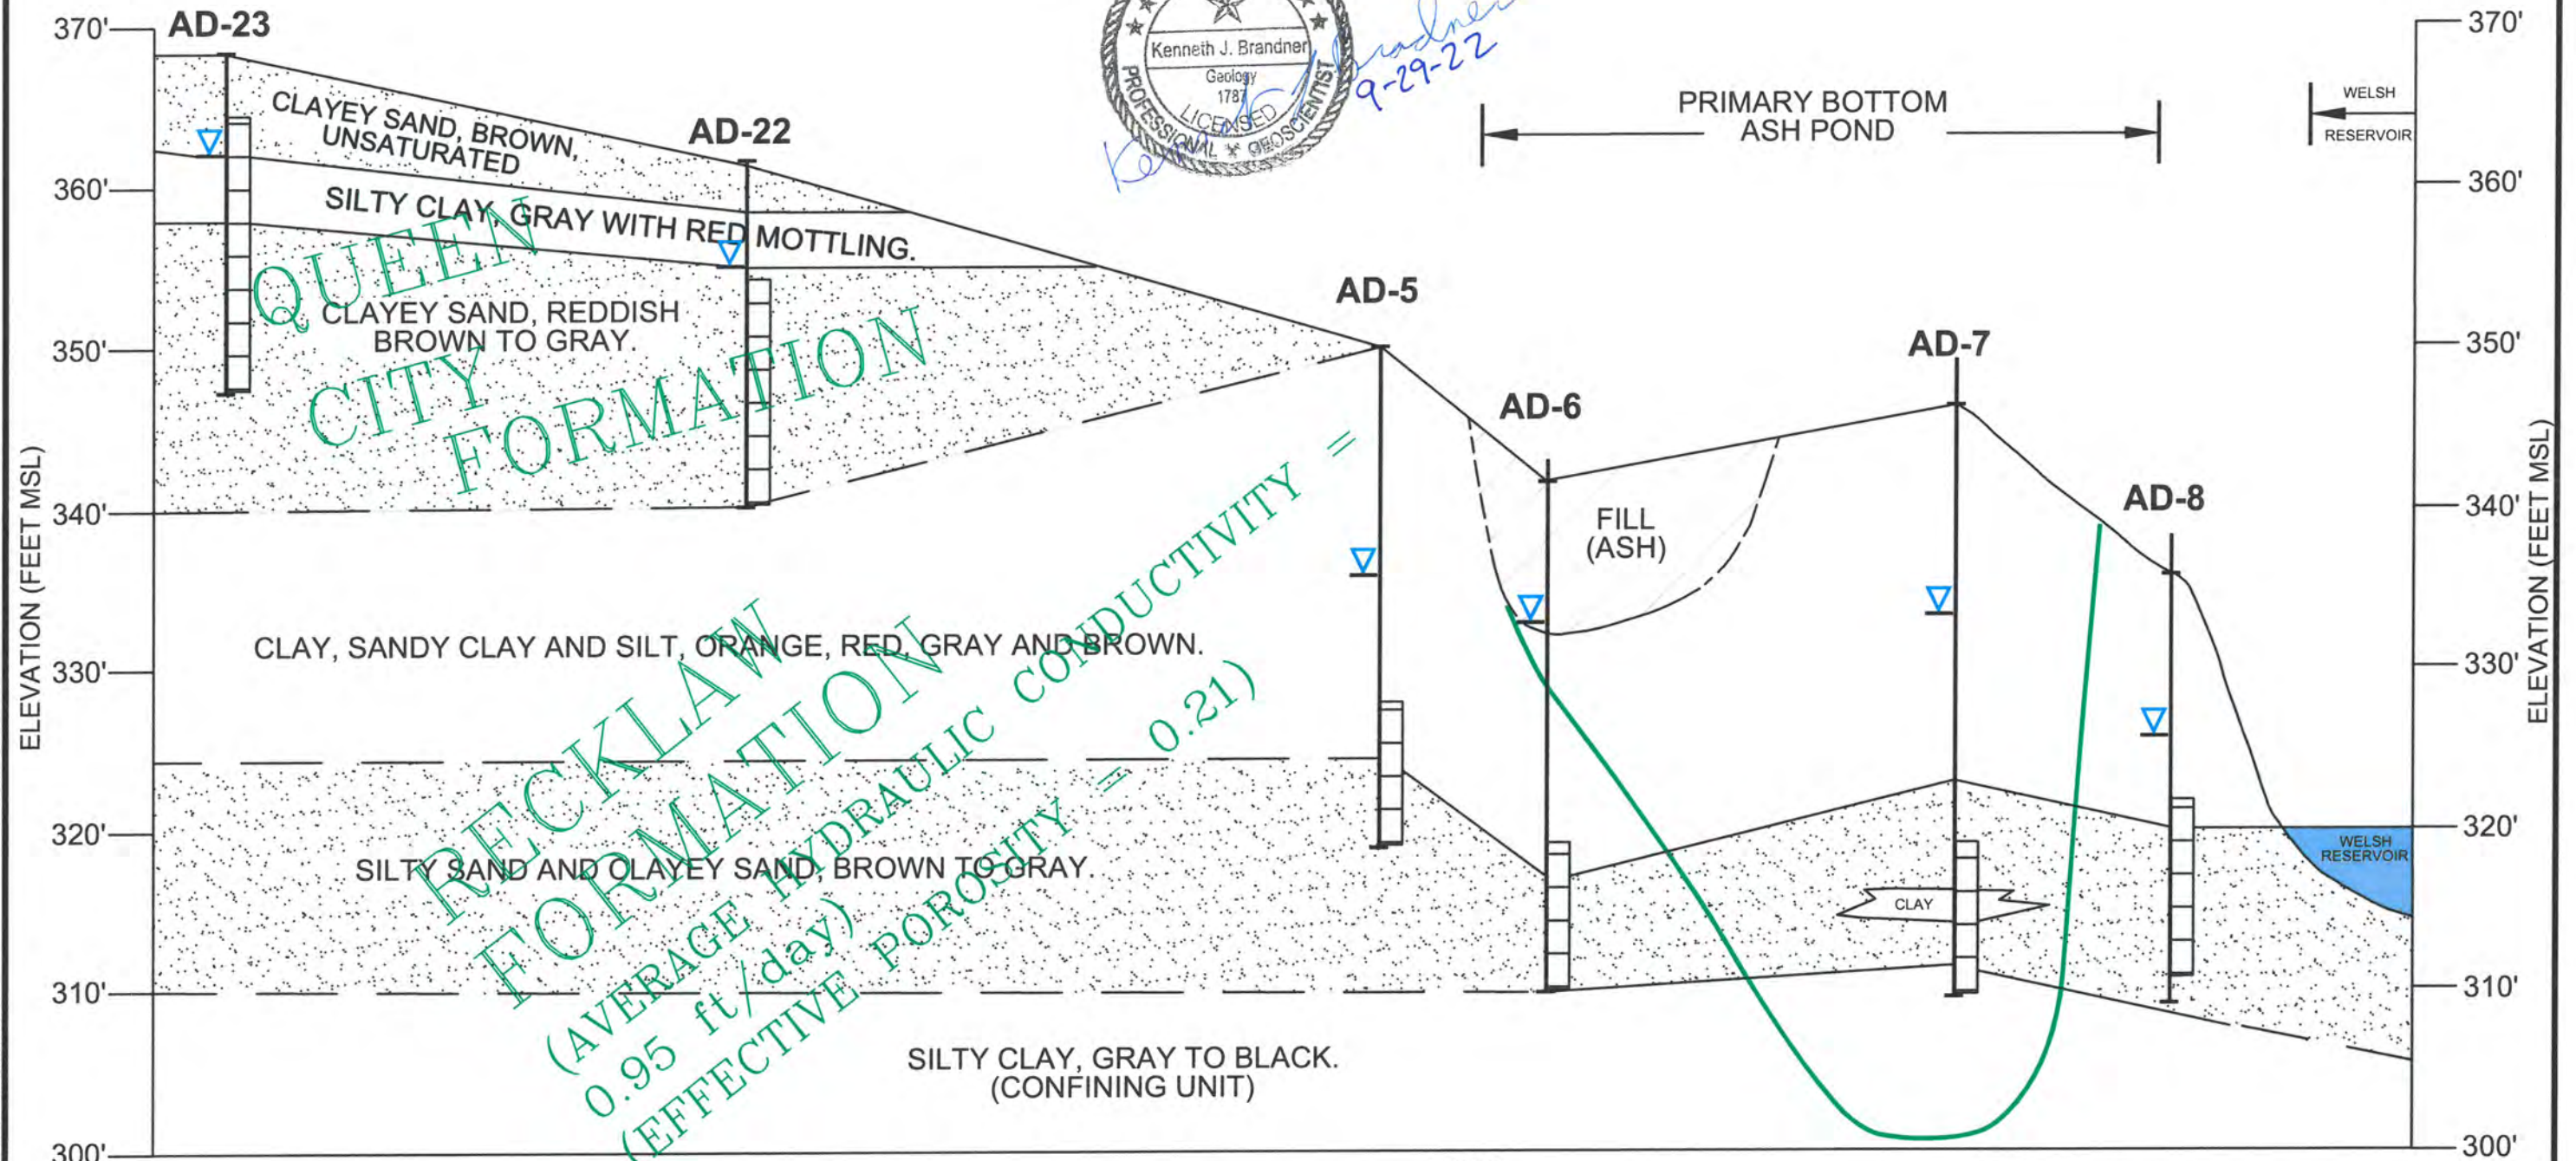 370'
AD-23
Kenneth J. Brandner
Geology
1787
LICENSED
PROFESSIONAL
GEOSCIENTIST
9-29-22
370'
CLAYEY SAND, BROWN,
UNSATURATED
AD-22
PRIMARY BOTTOM
ASH POND
WELSH
RESERVOIR
360'
360'
SILTY CLAY, GRAY WITH RED MOTTLING.
QUEEN
CITY
FORMATION
CLAYEY SAND, REDDISH
BROWN TO GRAY.
AD-5
350'
350'
AD-7
AD-6
ELEVATION (FEET MSL)
ELEVATION (FEET MSL)
340'
340'
AD-8
FILL
(ASH)
CLAY, SANDY CLAY AND SILT, ORANGE, RED, GRAY AND BROWN.
330'
330'
RECKLAW
FORMATION
(AVERAGE HYDRAULIC CONDUCTIVITY =
0.95 ft/day)
(EFFECTIVE POROSITY = 0.21)
320'
320'
WELSH
RESERVOIR
SILTY SAND AND CLAYEY SAND, BROWN TO GRAY.
CLAY
310'
310'
SILTY CLAY, GRAY TO BLACK.
(CONFINING UNIT)
300'
300'